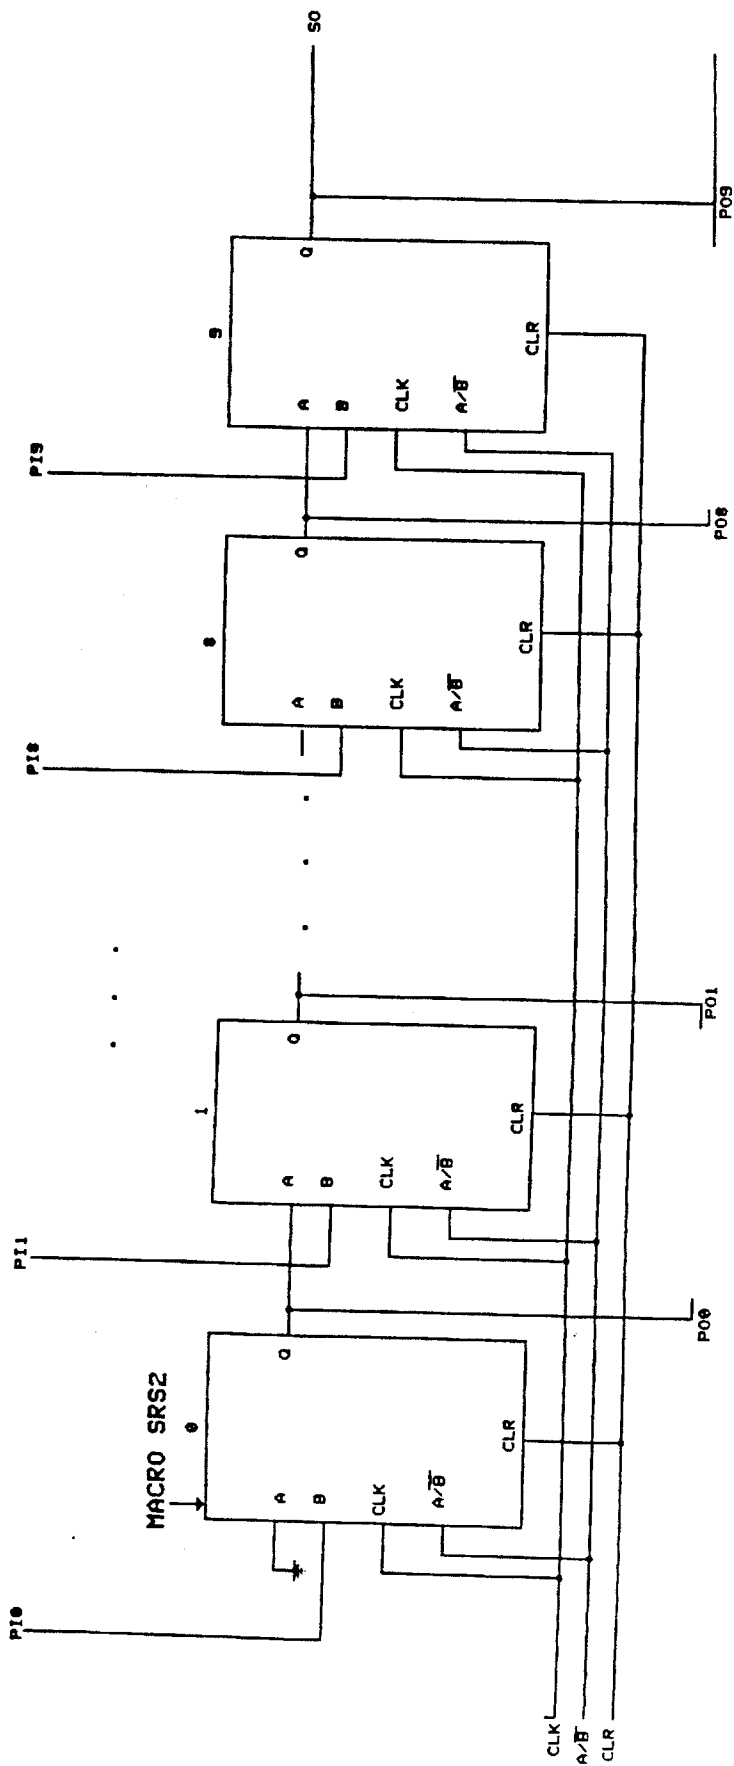 MACRO SRS2
PI0
PI1
PI8
PI9
0
A
B
CLK
A/B̅
CLR
Q
1
A
B
CLK
A/B̅
CLR
Q
8
A
B
CLK
A/B̅
CLR
Q
9
A
B
CLK
A/B̅
CLR
Q
SO
PO0
PO1
PO8
PO9
CLK
A/B̅
CLR